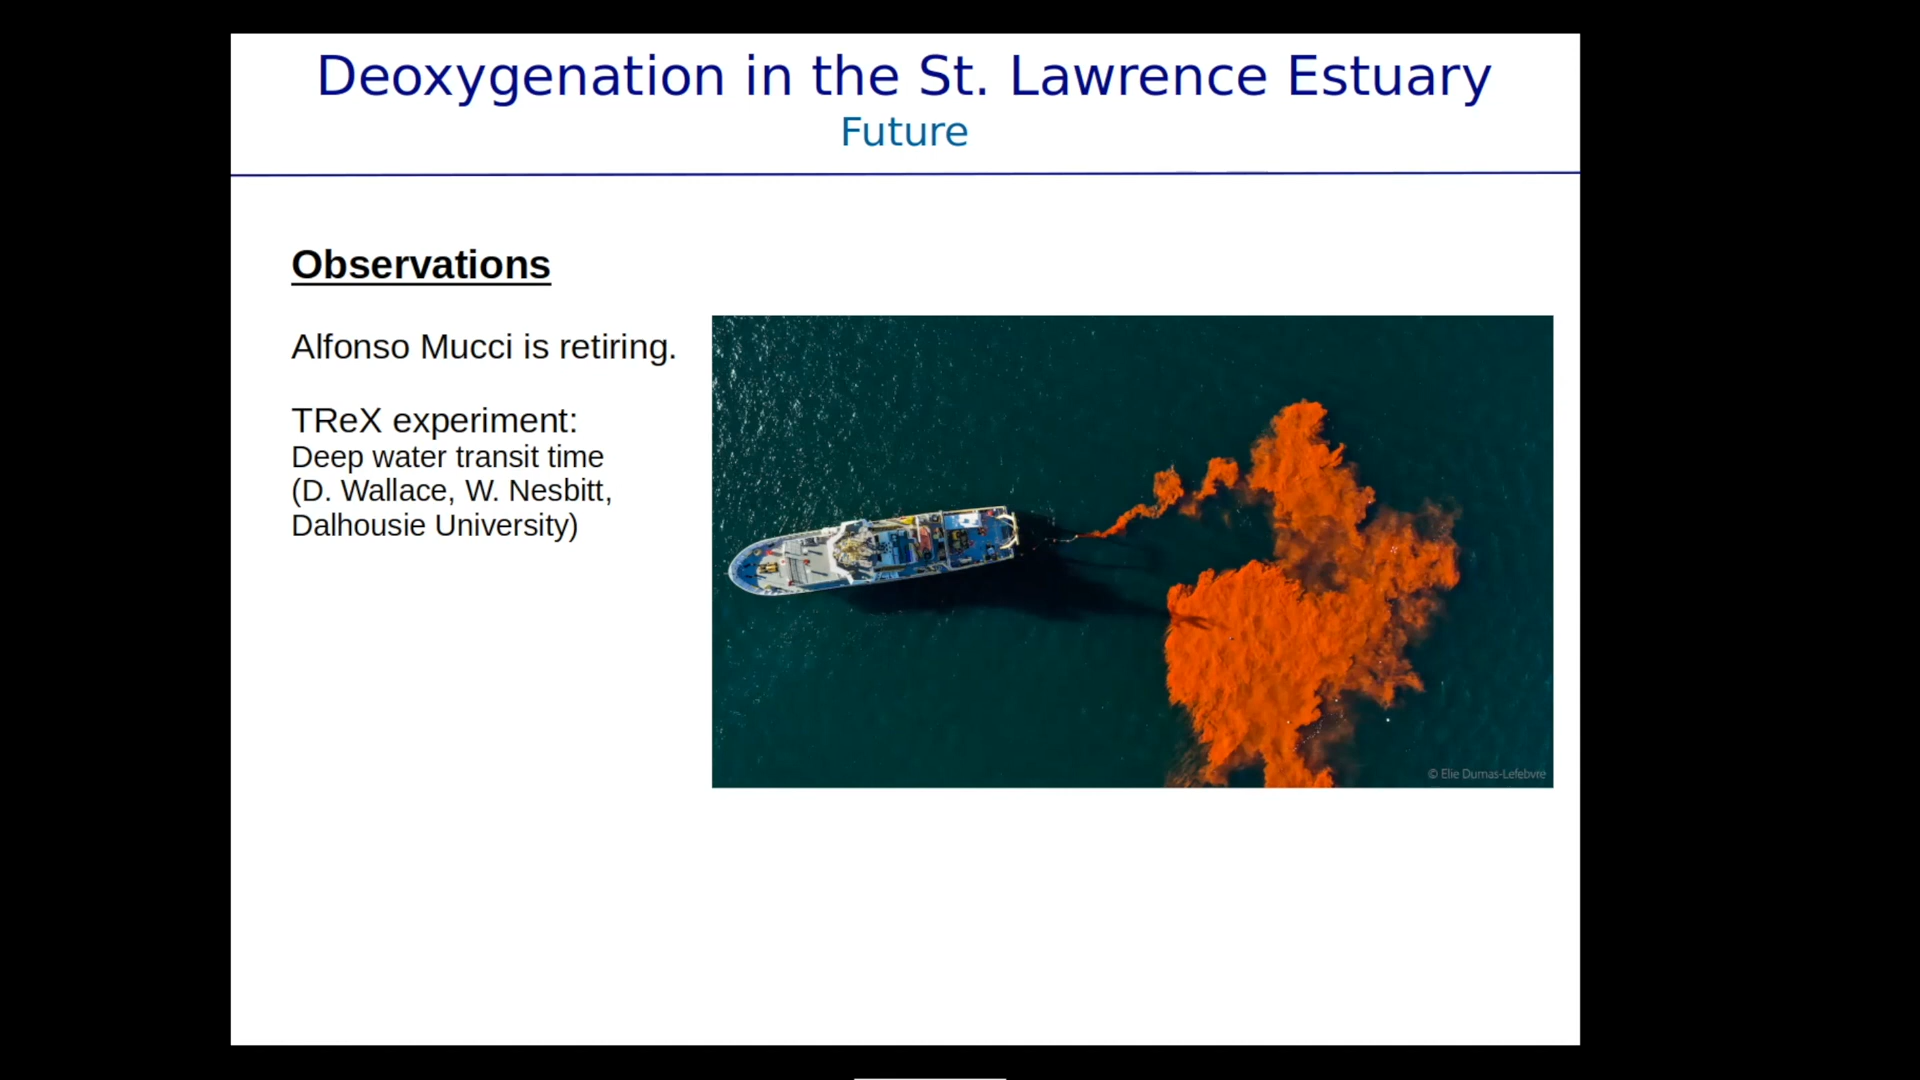 Deoxygenation in the St. Lawrence Estuary
Future
Observations
Alfonso Mucci is retiring.
TReX experiment:
Deep water transit time
(D. Wallace, W. Nesbitt,
Dalhousie University)
© Elie Dumas-Lefebvre